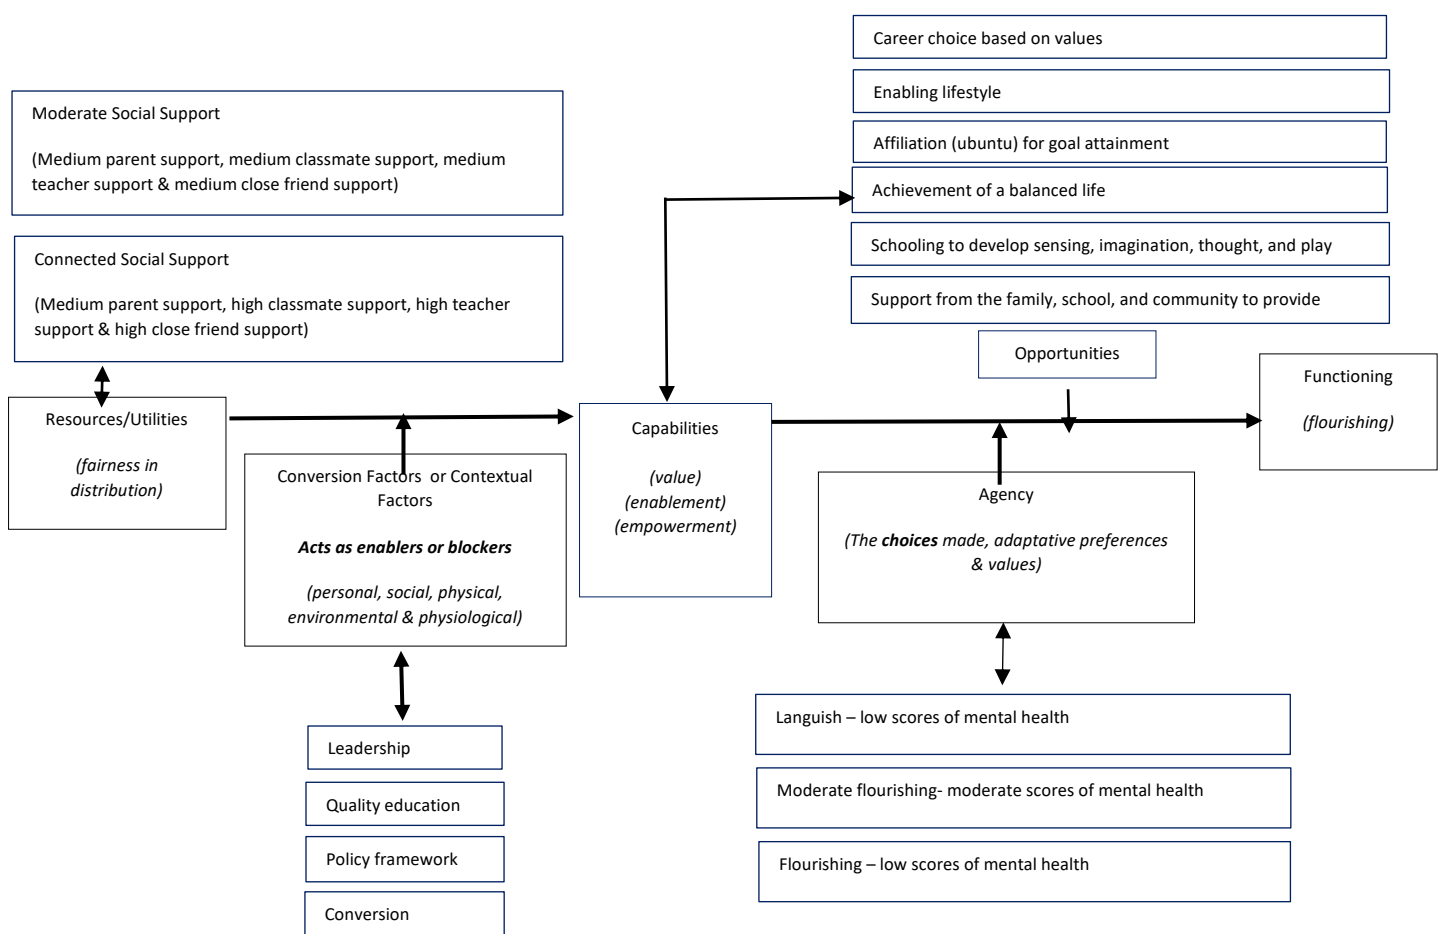 Career choice based on values
Enabling lifestyle
Affiliation (ubuntu) for goal attainment
Achievement of a balanced life
Schooling to develop sensing, imagination, thought, and play
Support from the family, school, and community to provide
Opportunities
Moderate Social Support
(Medium parent support, medium classmate support, medium
teacher support & medium close friend support)
Connected Social Support
(Medium parent support, high classmate support, high teacher
support & high close friend support)
Resources/Utilities
(fairness in
distribution)
Conversion Factors or Contextual
Factors
Acts as enablers or blockers
(personal, social, physical,
environmental & physiological)
Capabilities
(value)
(enablement)
(empowerment)
Agency
(The choices made, adaptative preferences
& values)
Functioning
(flourishing)
Leadership
Quality education
Policy framework
Conversion
Languish – low scores of mental health
Moderate flourishing- moderate scores of mental health
Flourishing – low scores of mental health